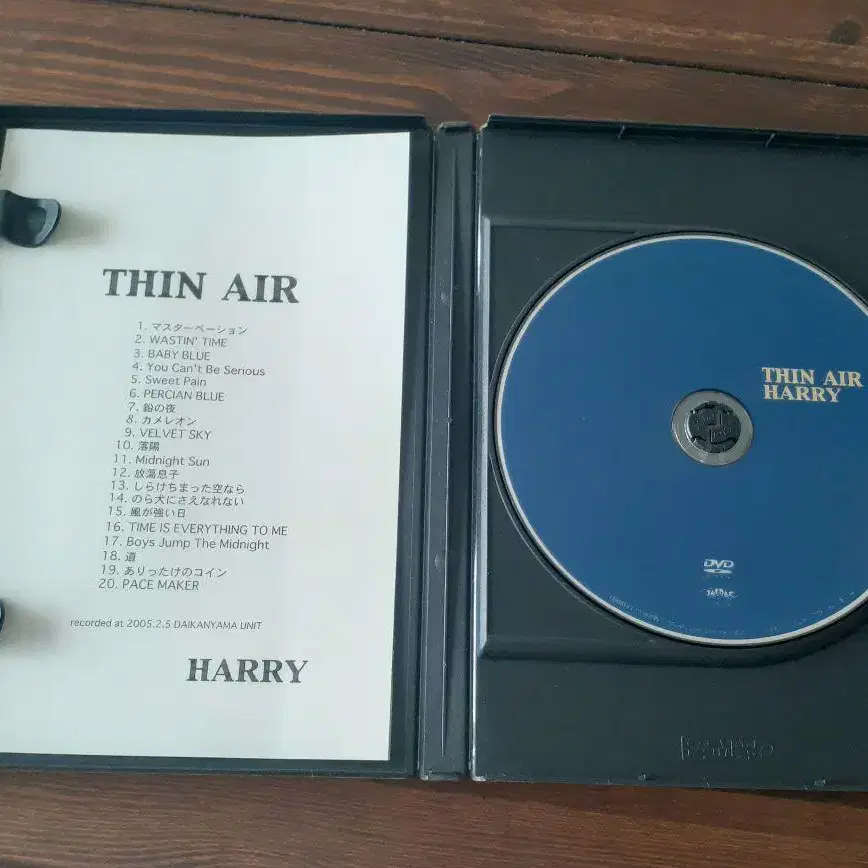 THIN AIR
1. マスターベーション
2. WASTIN' TIME
3. BABY BLUE
4. You Can't Be Serious
5. Sweet Pain
6. PERCIAN BLUE
7. 鉛の夜
8. カメレオン
9. VELVET SKY
10. 落陽
11. Midnight Sun
12. 放蕩息子
13. しらけちまった空なら
14. のら犬にさえなれない
15. 風が強い日
16. TIME IS EVERYTHING TO ME
17. Boys Jump The Midnight
18. 道
19. ありったけのコイン
20. PACE MAKER
recorded at 2005.2.5 DAIKANYAMA UNIT
HARRY
THIN AIR
HARRY
DVD